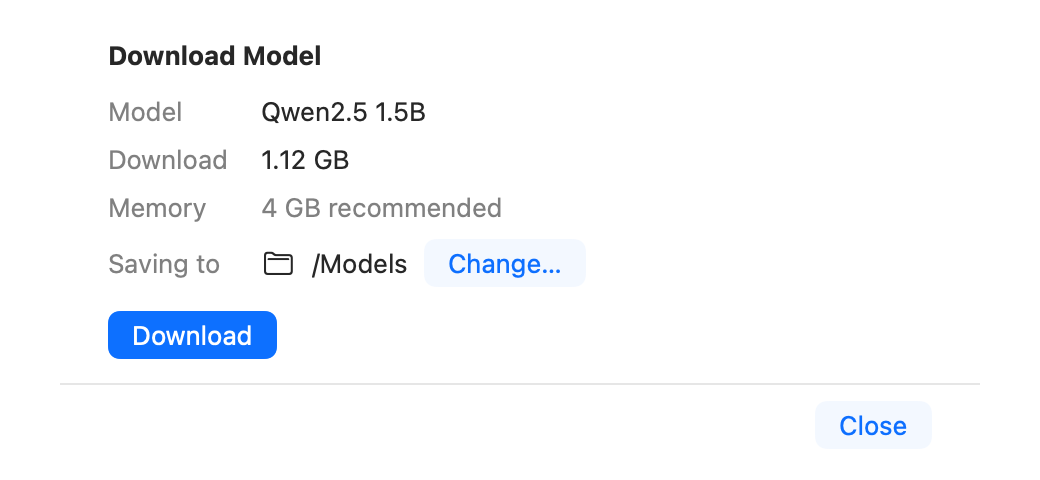 Download Model
Model Qwen2.5 1.5B
Download 1.12 GB
Memory 4 GB recommended
Saving to /Models Change...
Download
Close